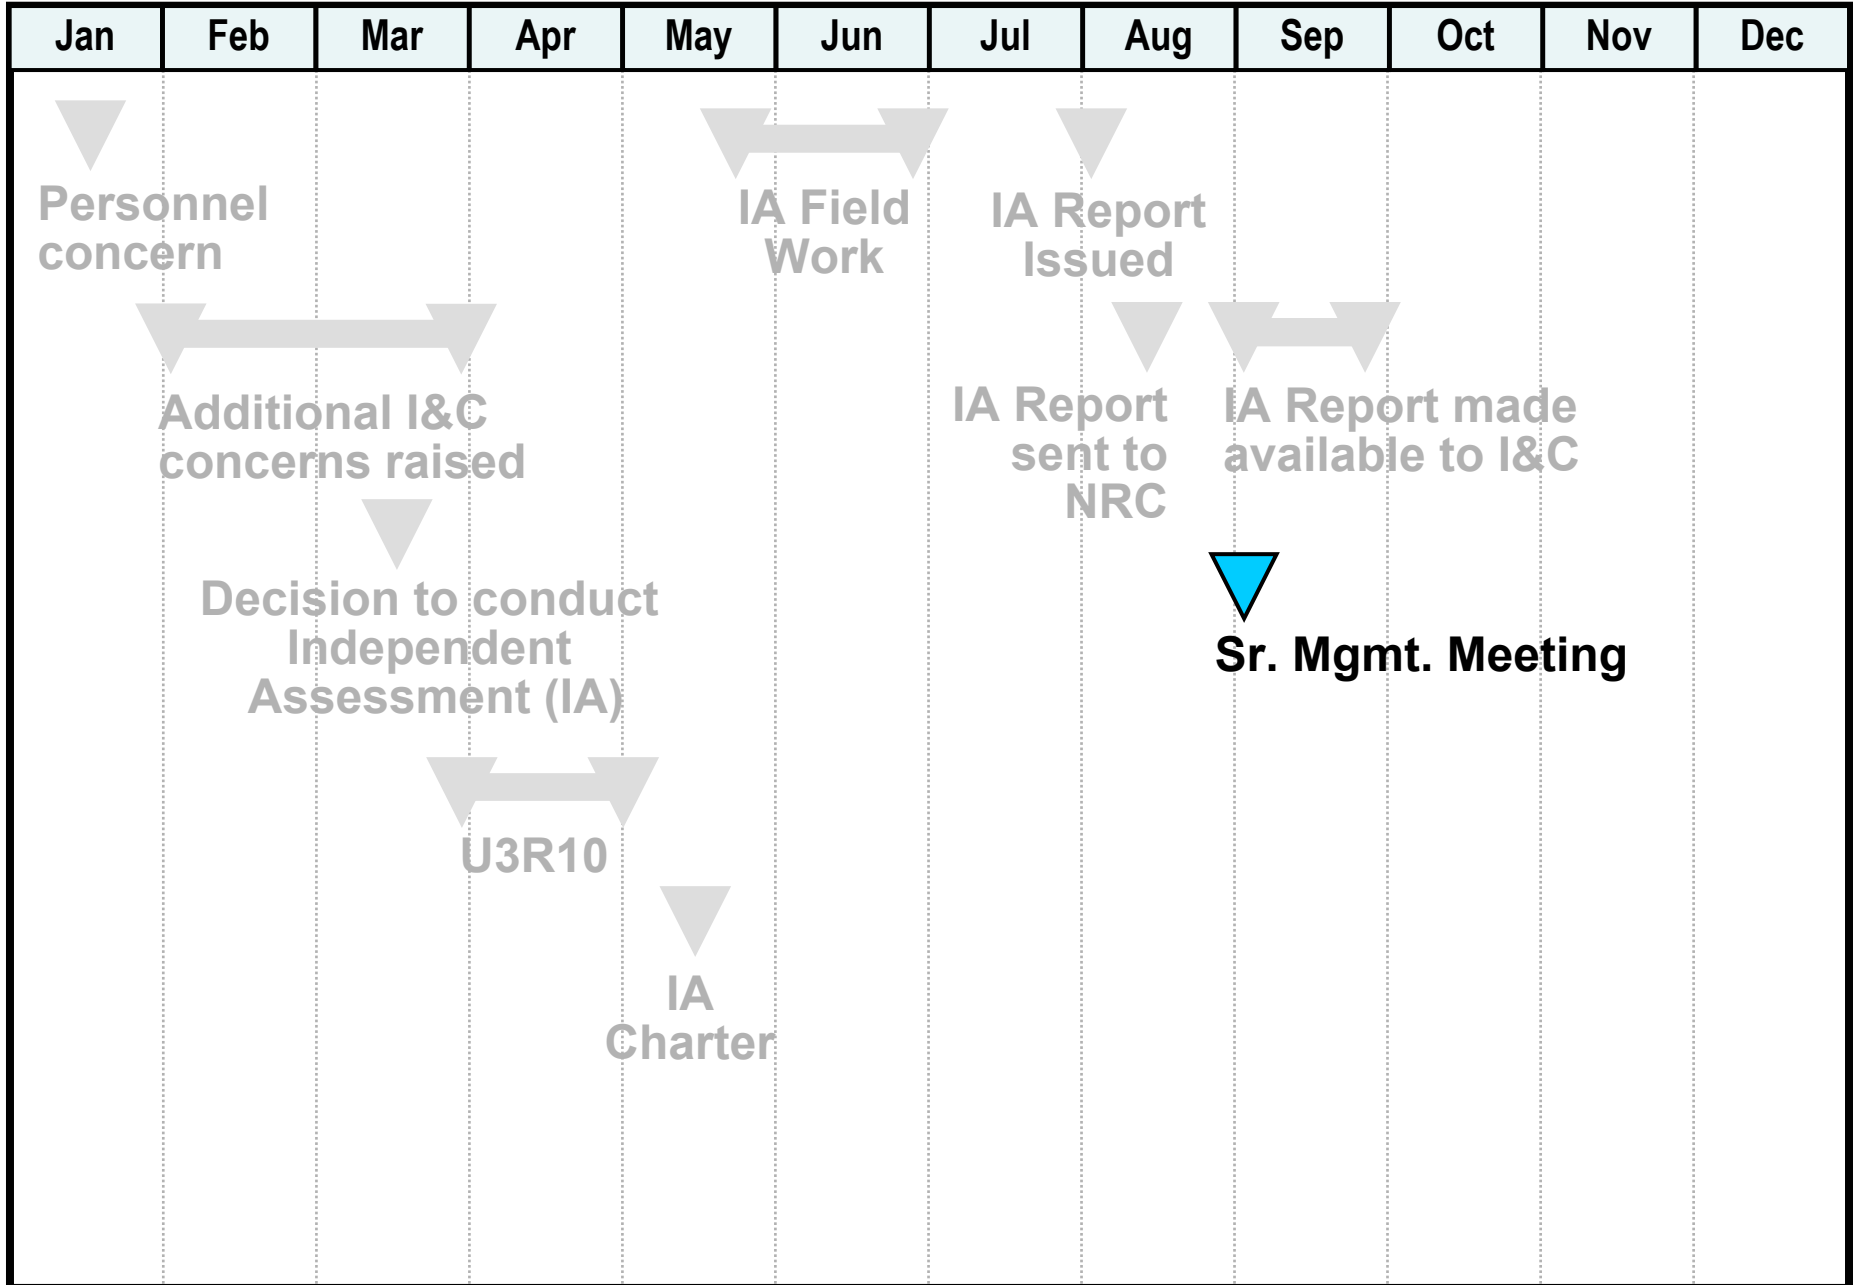 Jan Feb Mar Apr May Jun Jul Aug Sep Oct Nov Dec
Personnel
concern
IA Field
Work
IA Report
Issued
Additional I&C
concerns raised
IA Report
sent to
NRC
IA Report made
available to I&C
Decision to conduct
Independent
Assessment (IA)
Sr. Mgmt. Meeting
U3R10
IA
Charter